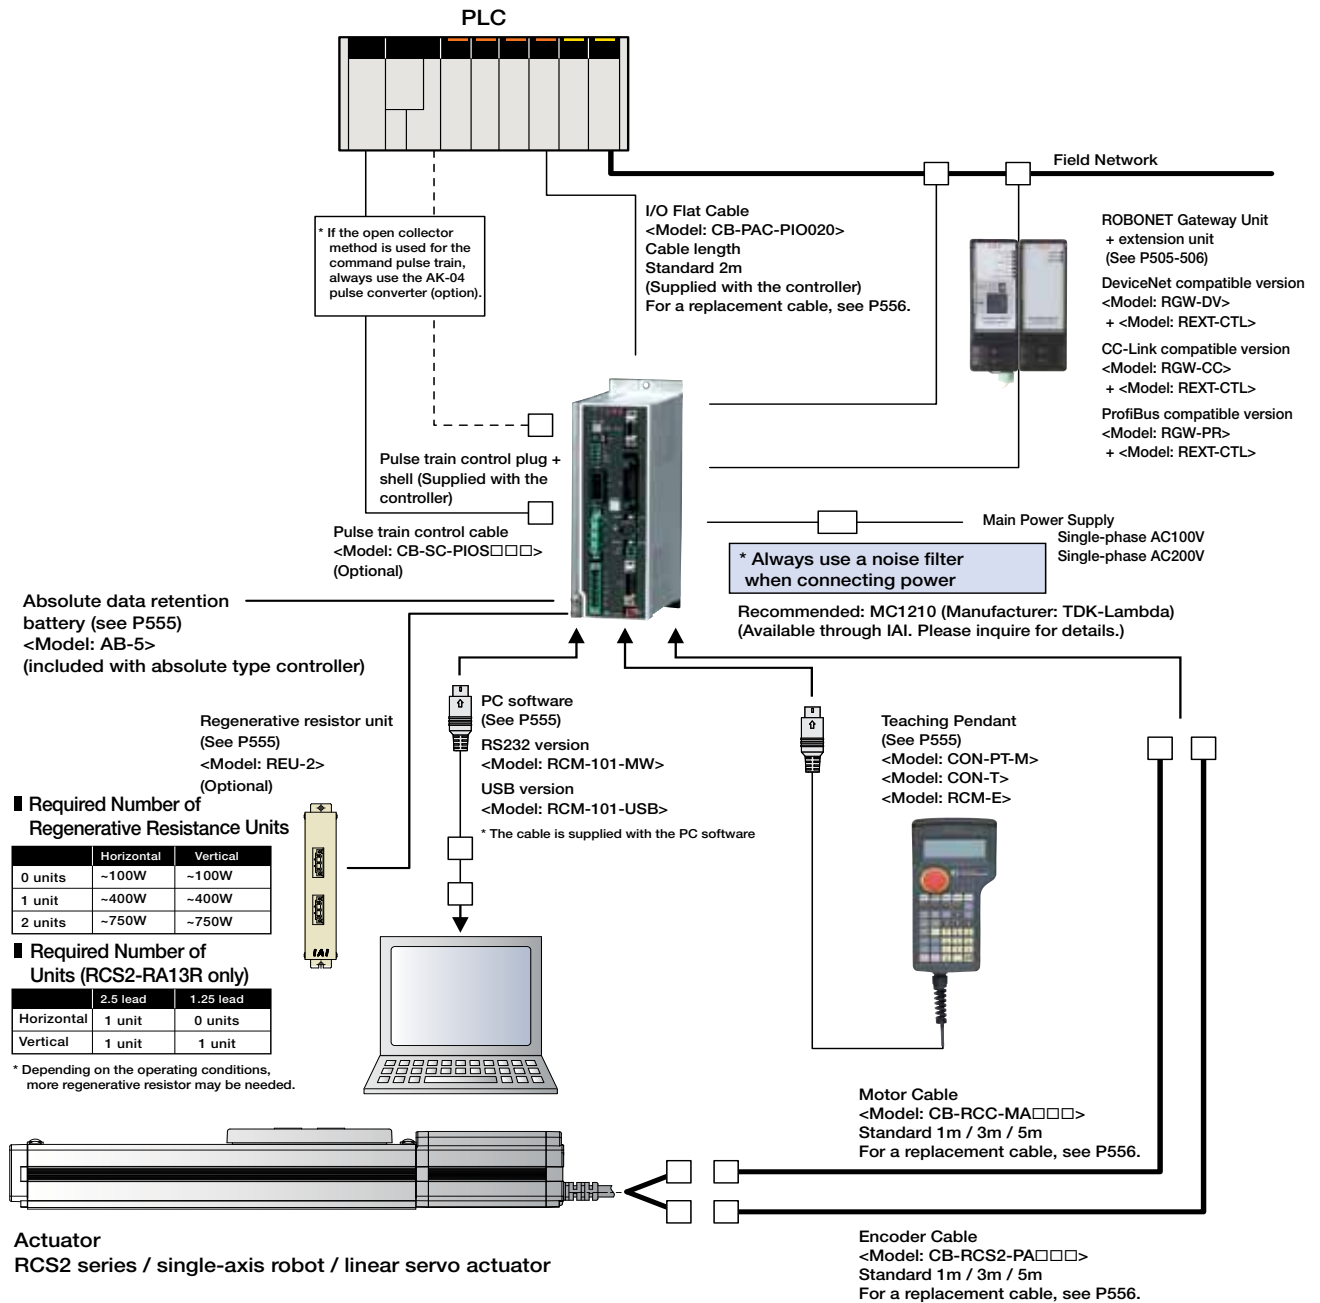 PLC
Field Network
* If the open collector
method is used for the
command pulse train,
always use the AK-04
pulse converter (option).
I/O Flat Cable
<Model: CB-PAC-PIO020>
Cable length
Standard 2m
(Supplied with the controller)
For a replacement cable, see P556.
ROBONET Gateway Unit
+ extension unit
(See P505-506)
DeviceNet compatible version
<Model: RGW-DV>
+ <Model: REXT-CTL>
CC-Link compatible version
<Model: RGW-CC>
+ <Model: REXT-CTL>
ProfiBus compatible version
<Model: RGW-PR>
+ <Model: REXT-CTL>
Pulse train control plug +
shell (Supplied with the
controller)
Pulse train control cable
<Model: CB-SC-PIOS□□□>
(Optional)
Main Power Supply
Single-phase AC100V
Single-phase AC200V
* Always use a noise filter
when connecting power
Recommended: MC1210 (Manufacturer: TDK-Lambda)
(Available through IAI. Please inquire for details.)
Absolute data retention
battery (see P555)
<Model: AB-5>
(included with absolute type controller)
Regenerative resistor unit
(See P555)
<Model: REU-2>
(Optional)
PC software
(See P555)
RS232 version
<Model: RCM-101-MW>
USB version
<Model: RCM-101-USB>
* The cable is supplied with the PC software
Teaching Pendant
(See P555)
<Model: CON-PT-M>
<Model: CON-T>
<Model: RCM-E>
Required Number of
Regenerative Resistance Units
Horizontal Vertical
0 units ~100W ~100W
1 unit ~400W ~400W
2 units ~750W ~750W
IAI
Required Number of
Units (RCS2-RA13R only)
2.5 lead 1.25 lead
Horizontal 1 unit 0 units
Vertical 1 unit 1 unit
* Depending on the operating conditions,
more regenerative resistor may be needed.
Motor Cable
<Model: CB-RCC-MA□□□>
Standard 1m / 3m / 5m
For a replacement cable, see P556.
Actuator
RCS2 series / single-axis robot / linear servo actuator
Encoder Cable
<Model: CB-RCS2-PA□□□>
Standard 1m / 3m / 5m
For a replacement cable, see P556.